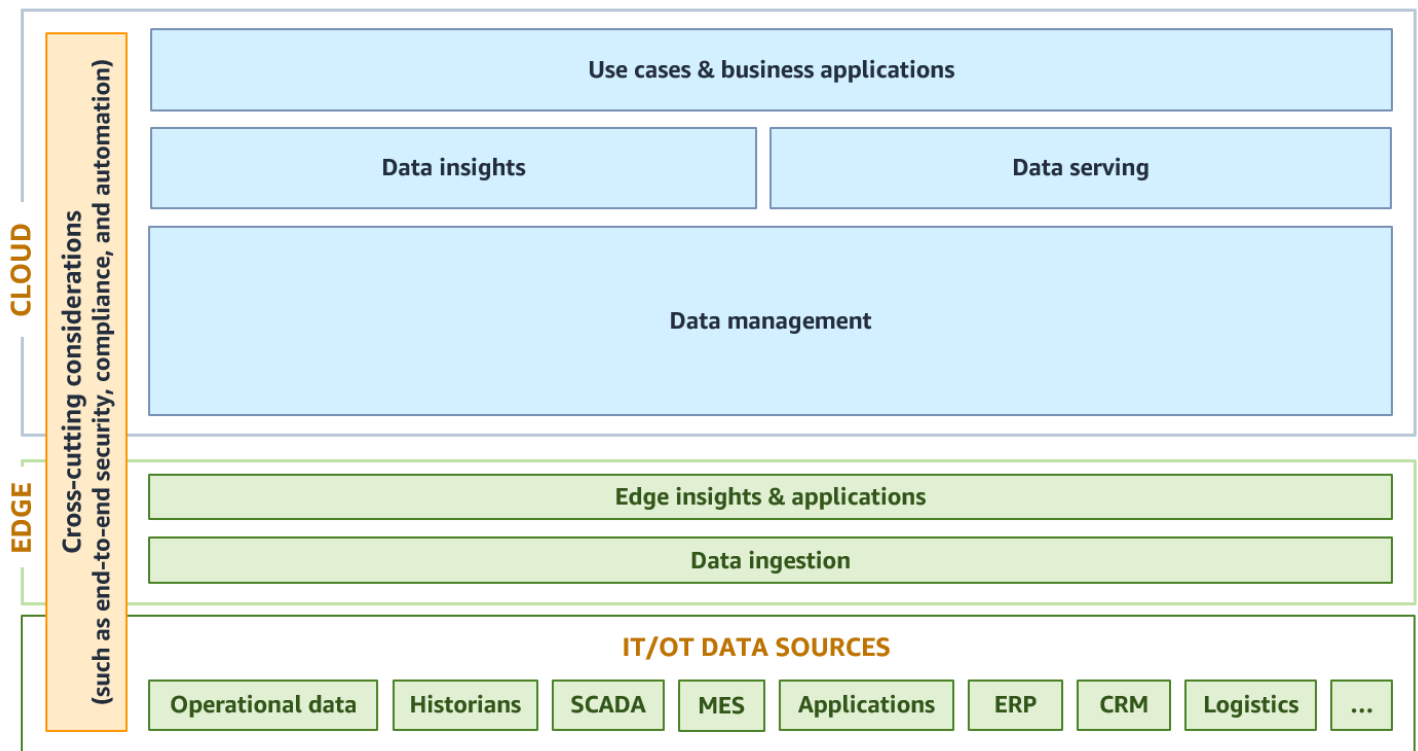 CLOUD
Cross-cutting considerations
(such as end-to-end security, compliance, and automation)
Use cases & business applications
Data insights
Data serving
Data management
EDGE
Edge insights & applications
Data ingestion
IT/OT DATA SOURCES
Operational data
Historians
SCADA
MES
Applications
ERP
CRM
Logistics
...